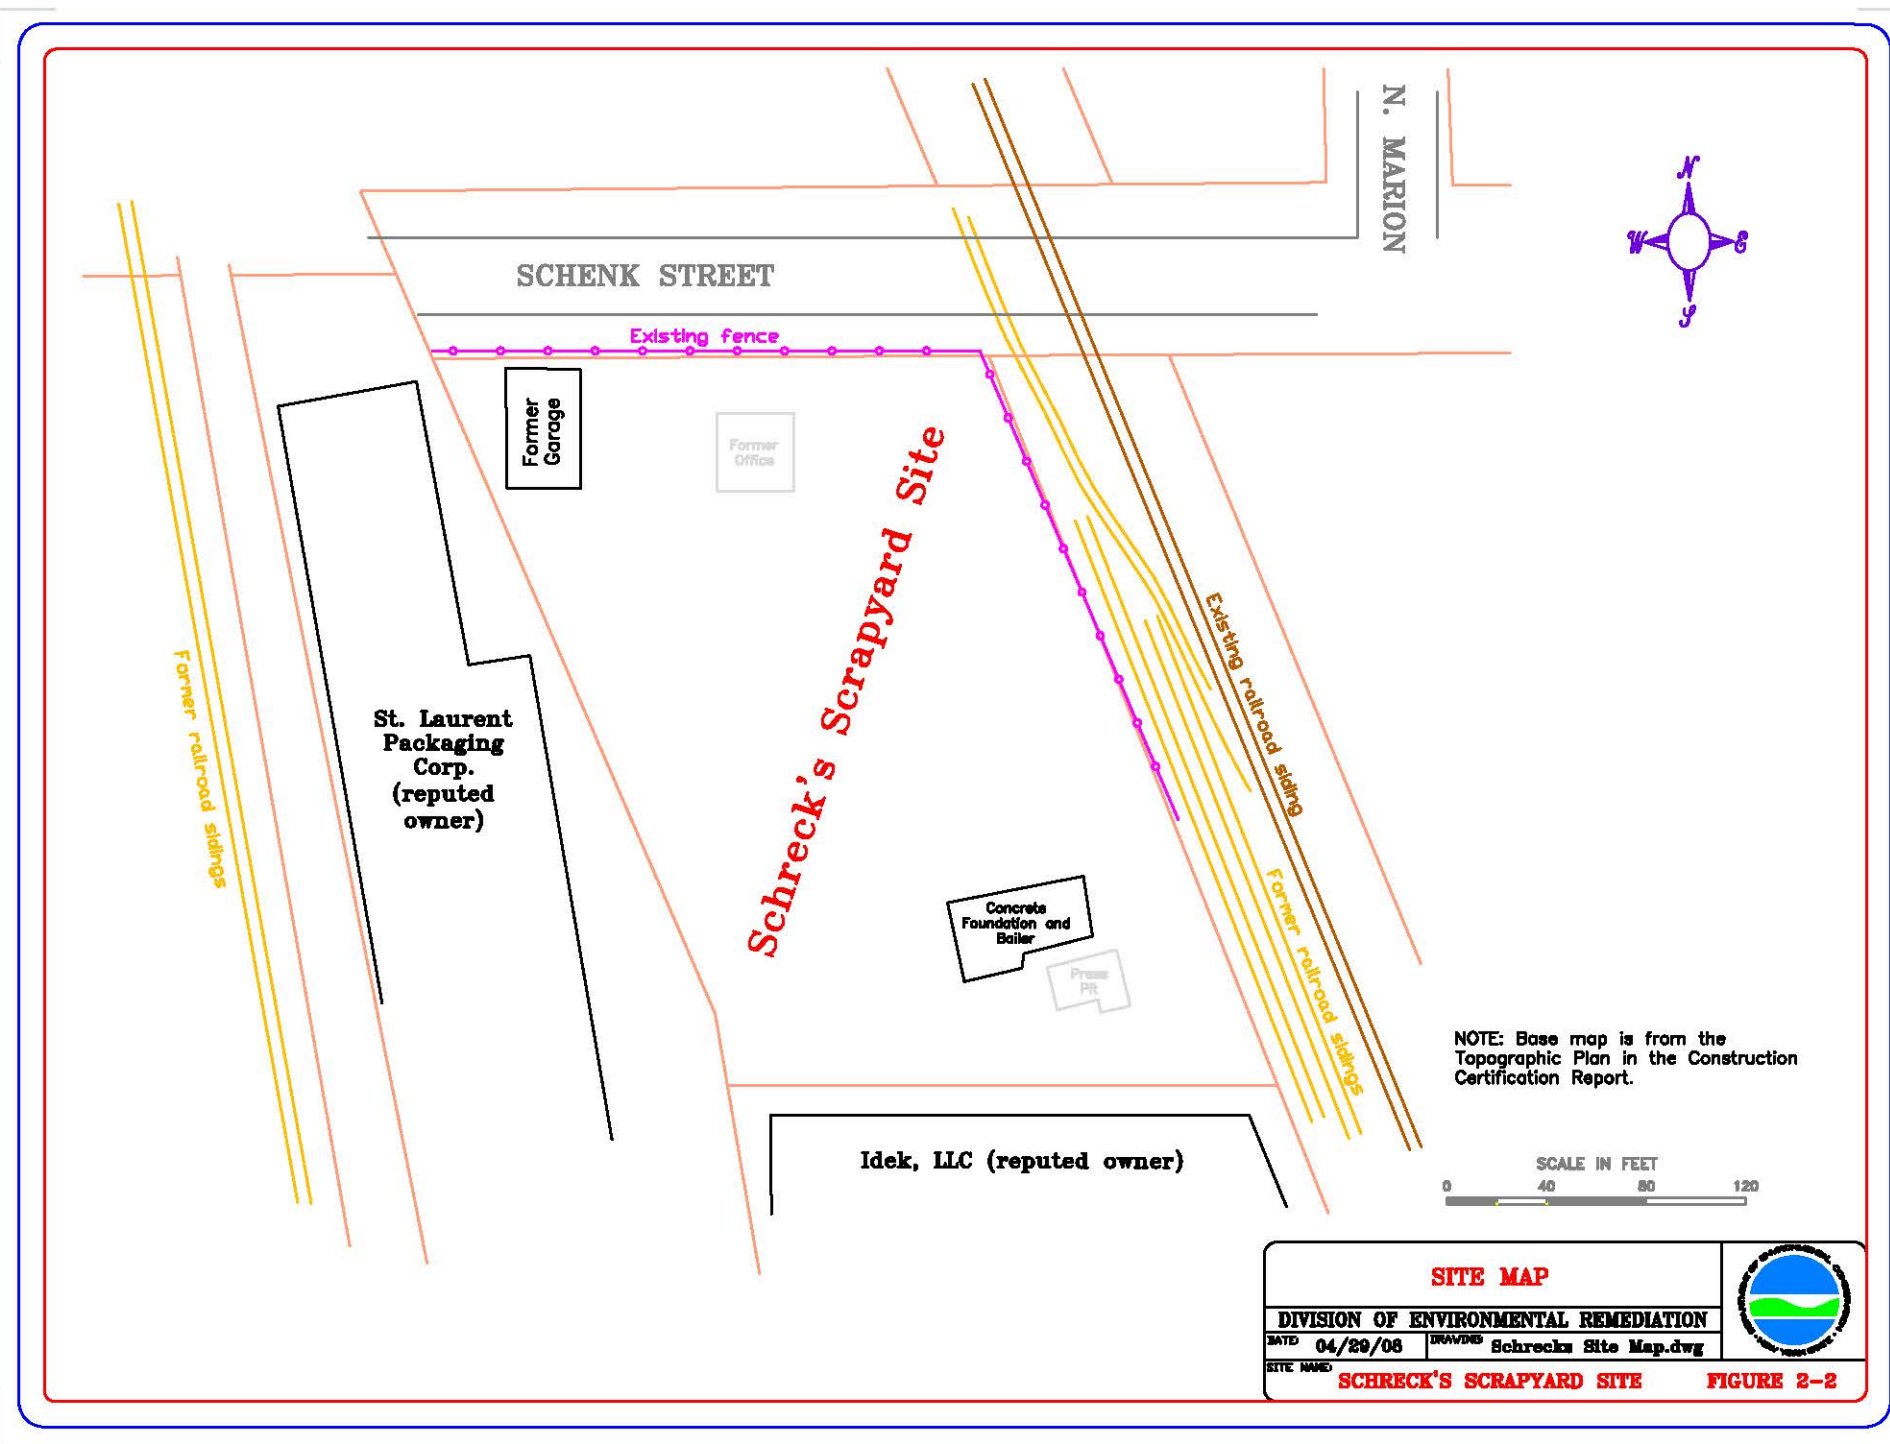 N. MARION
N
W E
S
SCHENK STREET
Existing fence
Former
Garage
Former
Office
Schreck's Scrapyard Site
Existing railroad siding
Former railroad sidings
St. Laurent
Packaging
Corp.
(reputed
owner)
Concrete
Foundation and
Bailer
Press
Pit
Former railroad sidings
NOTE: Base map is from the
Topographic Plan in the Construction
Certification Report.
Idek, LLC (reputed owner)
SCALE IN FEET
0 40 80 120
SITE MAP
DIVISION OF ENVIRONMENTAL REMEDIATION
DATE: 04/29/08 DRAWING: Schrecks Site Map.dwg
SITE NAME: SCHRECK'S SCRAPYARD SITE FIGURE 2-2